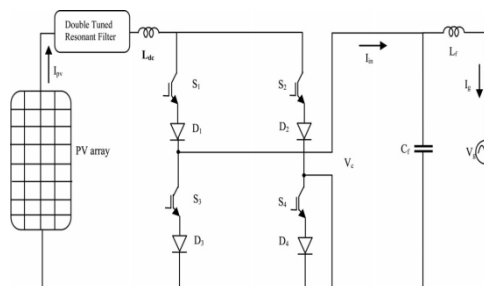 Double Tuned
Resonant Filter
Ldc
Ipv
PV array
S1
S2
D1
D2
S3
S4
D3
D4
Vc
Iin
Cf
Lf
Ig
Vg